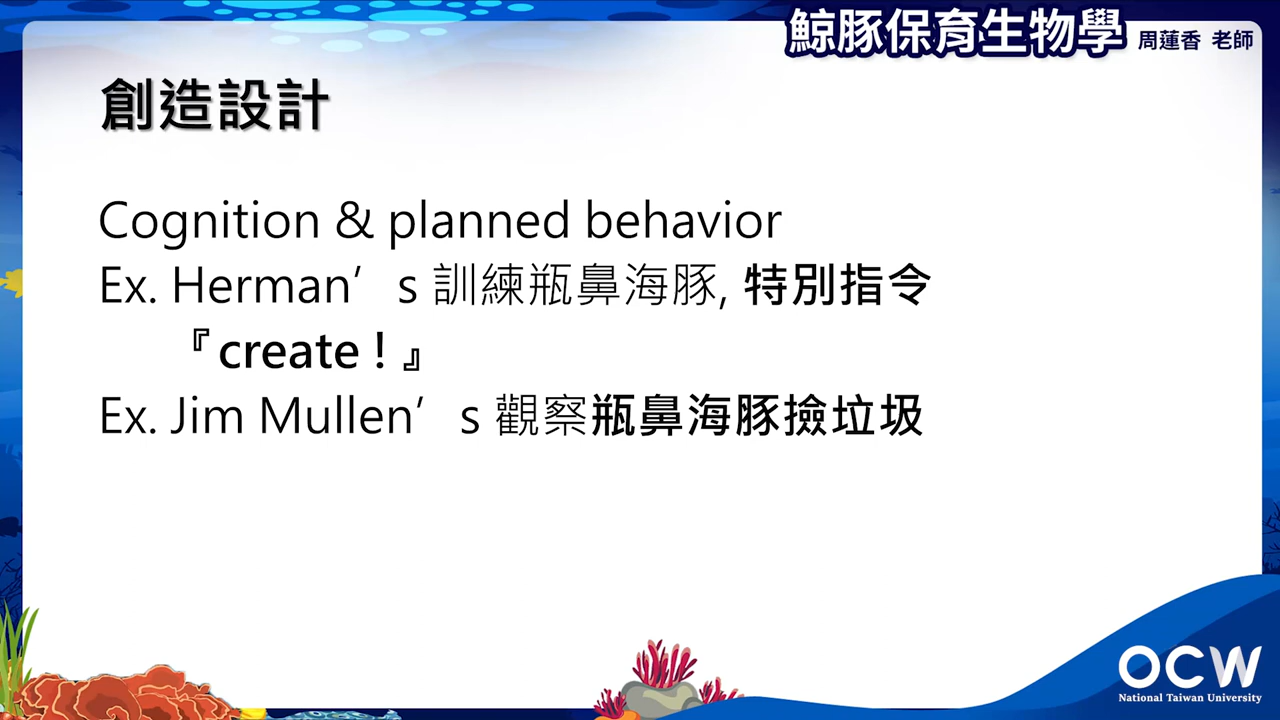 鯨豚保育生物學 周蓮香 老師
創造設計
Cognition & planned behavior
Ex. Herman’s 訓練瓶鼻海豚, 特別指令
『create！』
Ex. Jim Mullen’s 觀察瓶鼻海豚撿垃圾
OCW
National Taiwan University